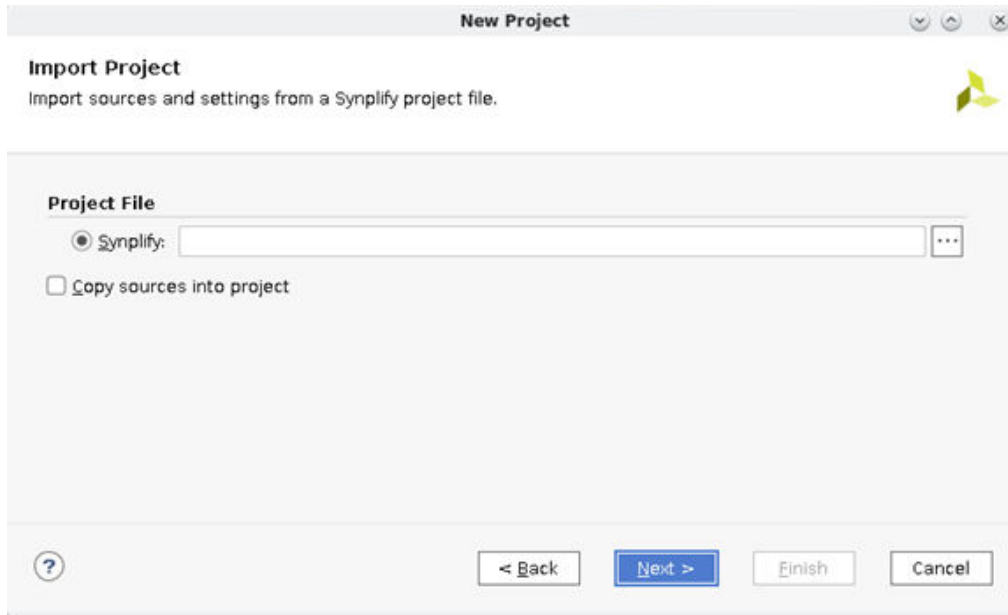 New Project
Import Project
Import sources and settings from a Synplify project file.
Project File
Synplify:
...
Copy sources into project
?
< Back
Next >
Finish
Cancel